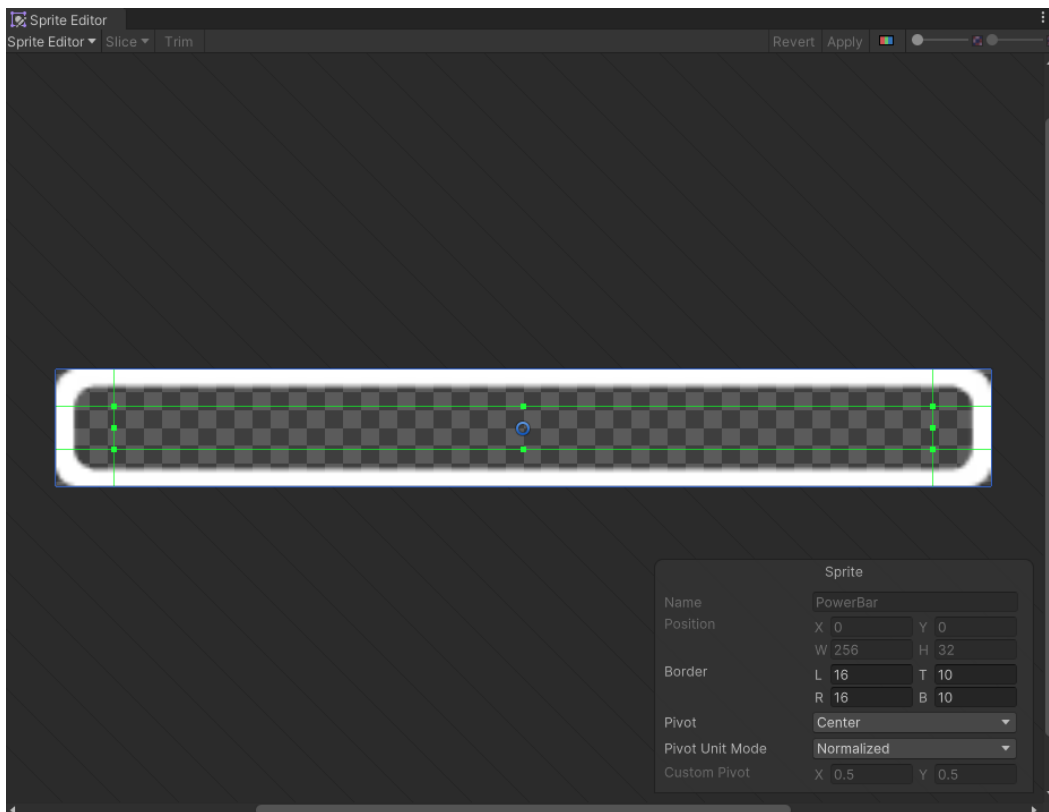 Sprite Editor
Sprite Editor Slice Trim Revert Apply
Sprite
Name PowerBar
Position X 0 Y 0
W 256 H 32
Border L 16 T 10
R 16 B 10
Pivot Center
Pivot Unit Mode Normalized
Custom Pivot X 0.5 Y 0.5